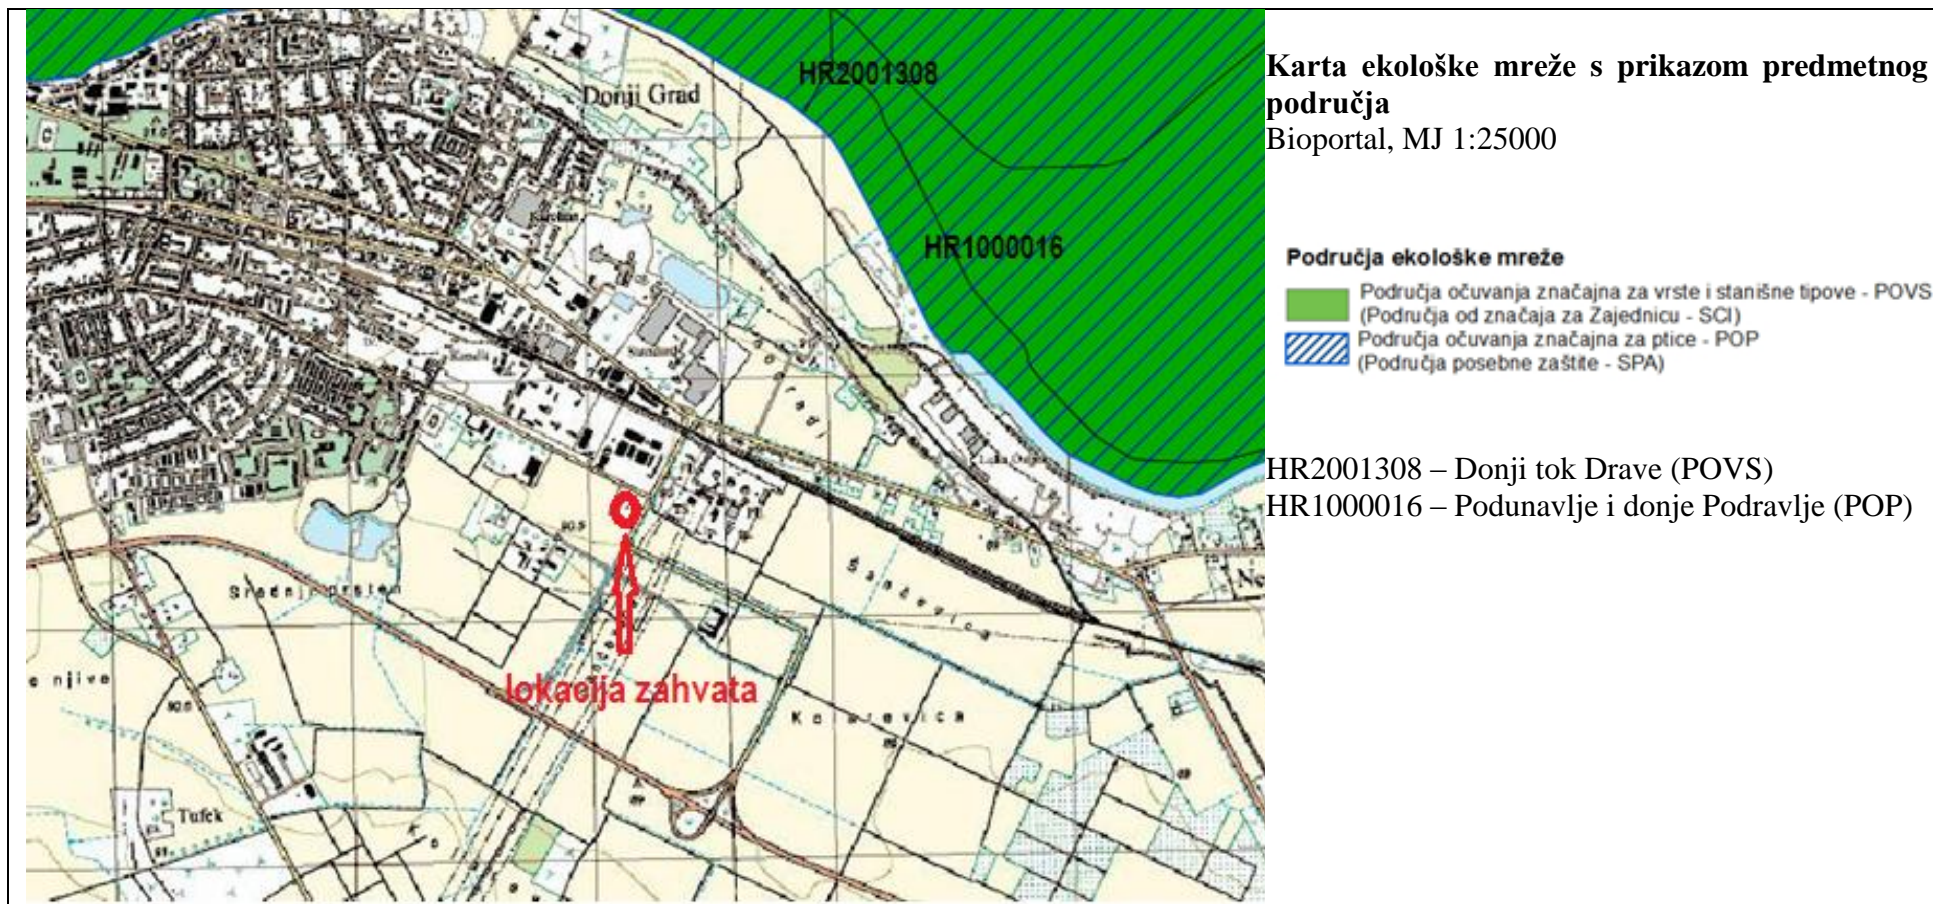 HR2001308
Donji Grad
HR1000016
Srednji prsten
lokacija zahvata
e njive
Tufek
Karta ekološke mreže s prikazom predmetnog
područja
Bioportal, MJ 1:25000
Područja ekološke mreže
Područja očuvanja značajna za vrste i stanišne tipove - POVS
(Područja od značaja za Zajednicu - SCI)
Područja očuvanja značajna za ptice - POP
(Područja posebne zaštite - SPA)
HR2001308 – Donji tok Drave (POVS)
HR1000016 – Podunavlje i donje Podravlje (POP)